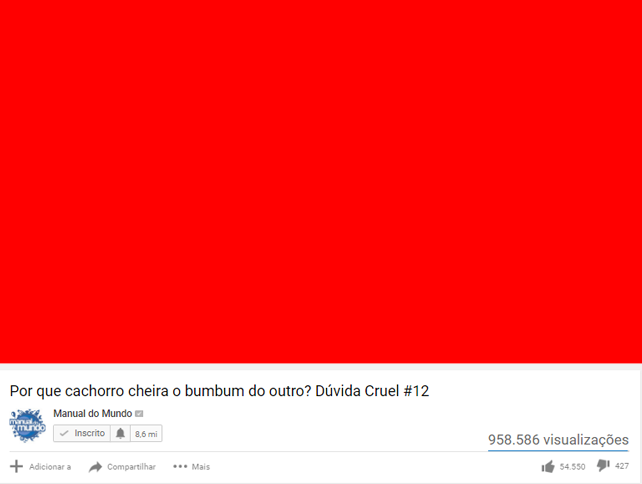 Por que cachorro cheira o bumbum do outro? Dúvida Cruel #12
manual do mundo
Manual do Mundo
Inscrito 8,6 mi
958.586 visualizações
Adicionar a Compartilhar Mais 54.550 427